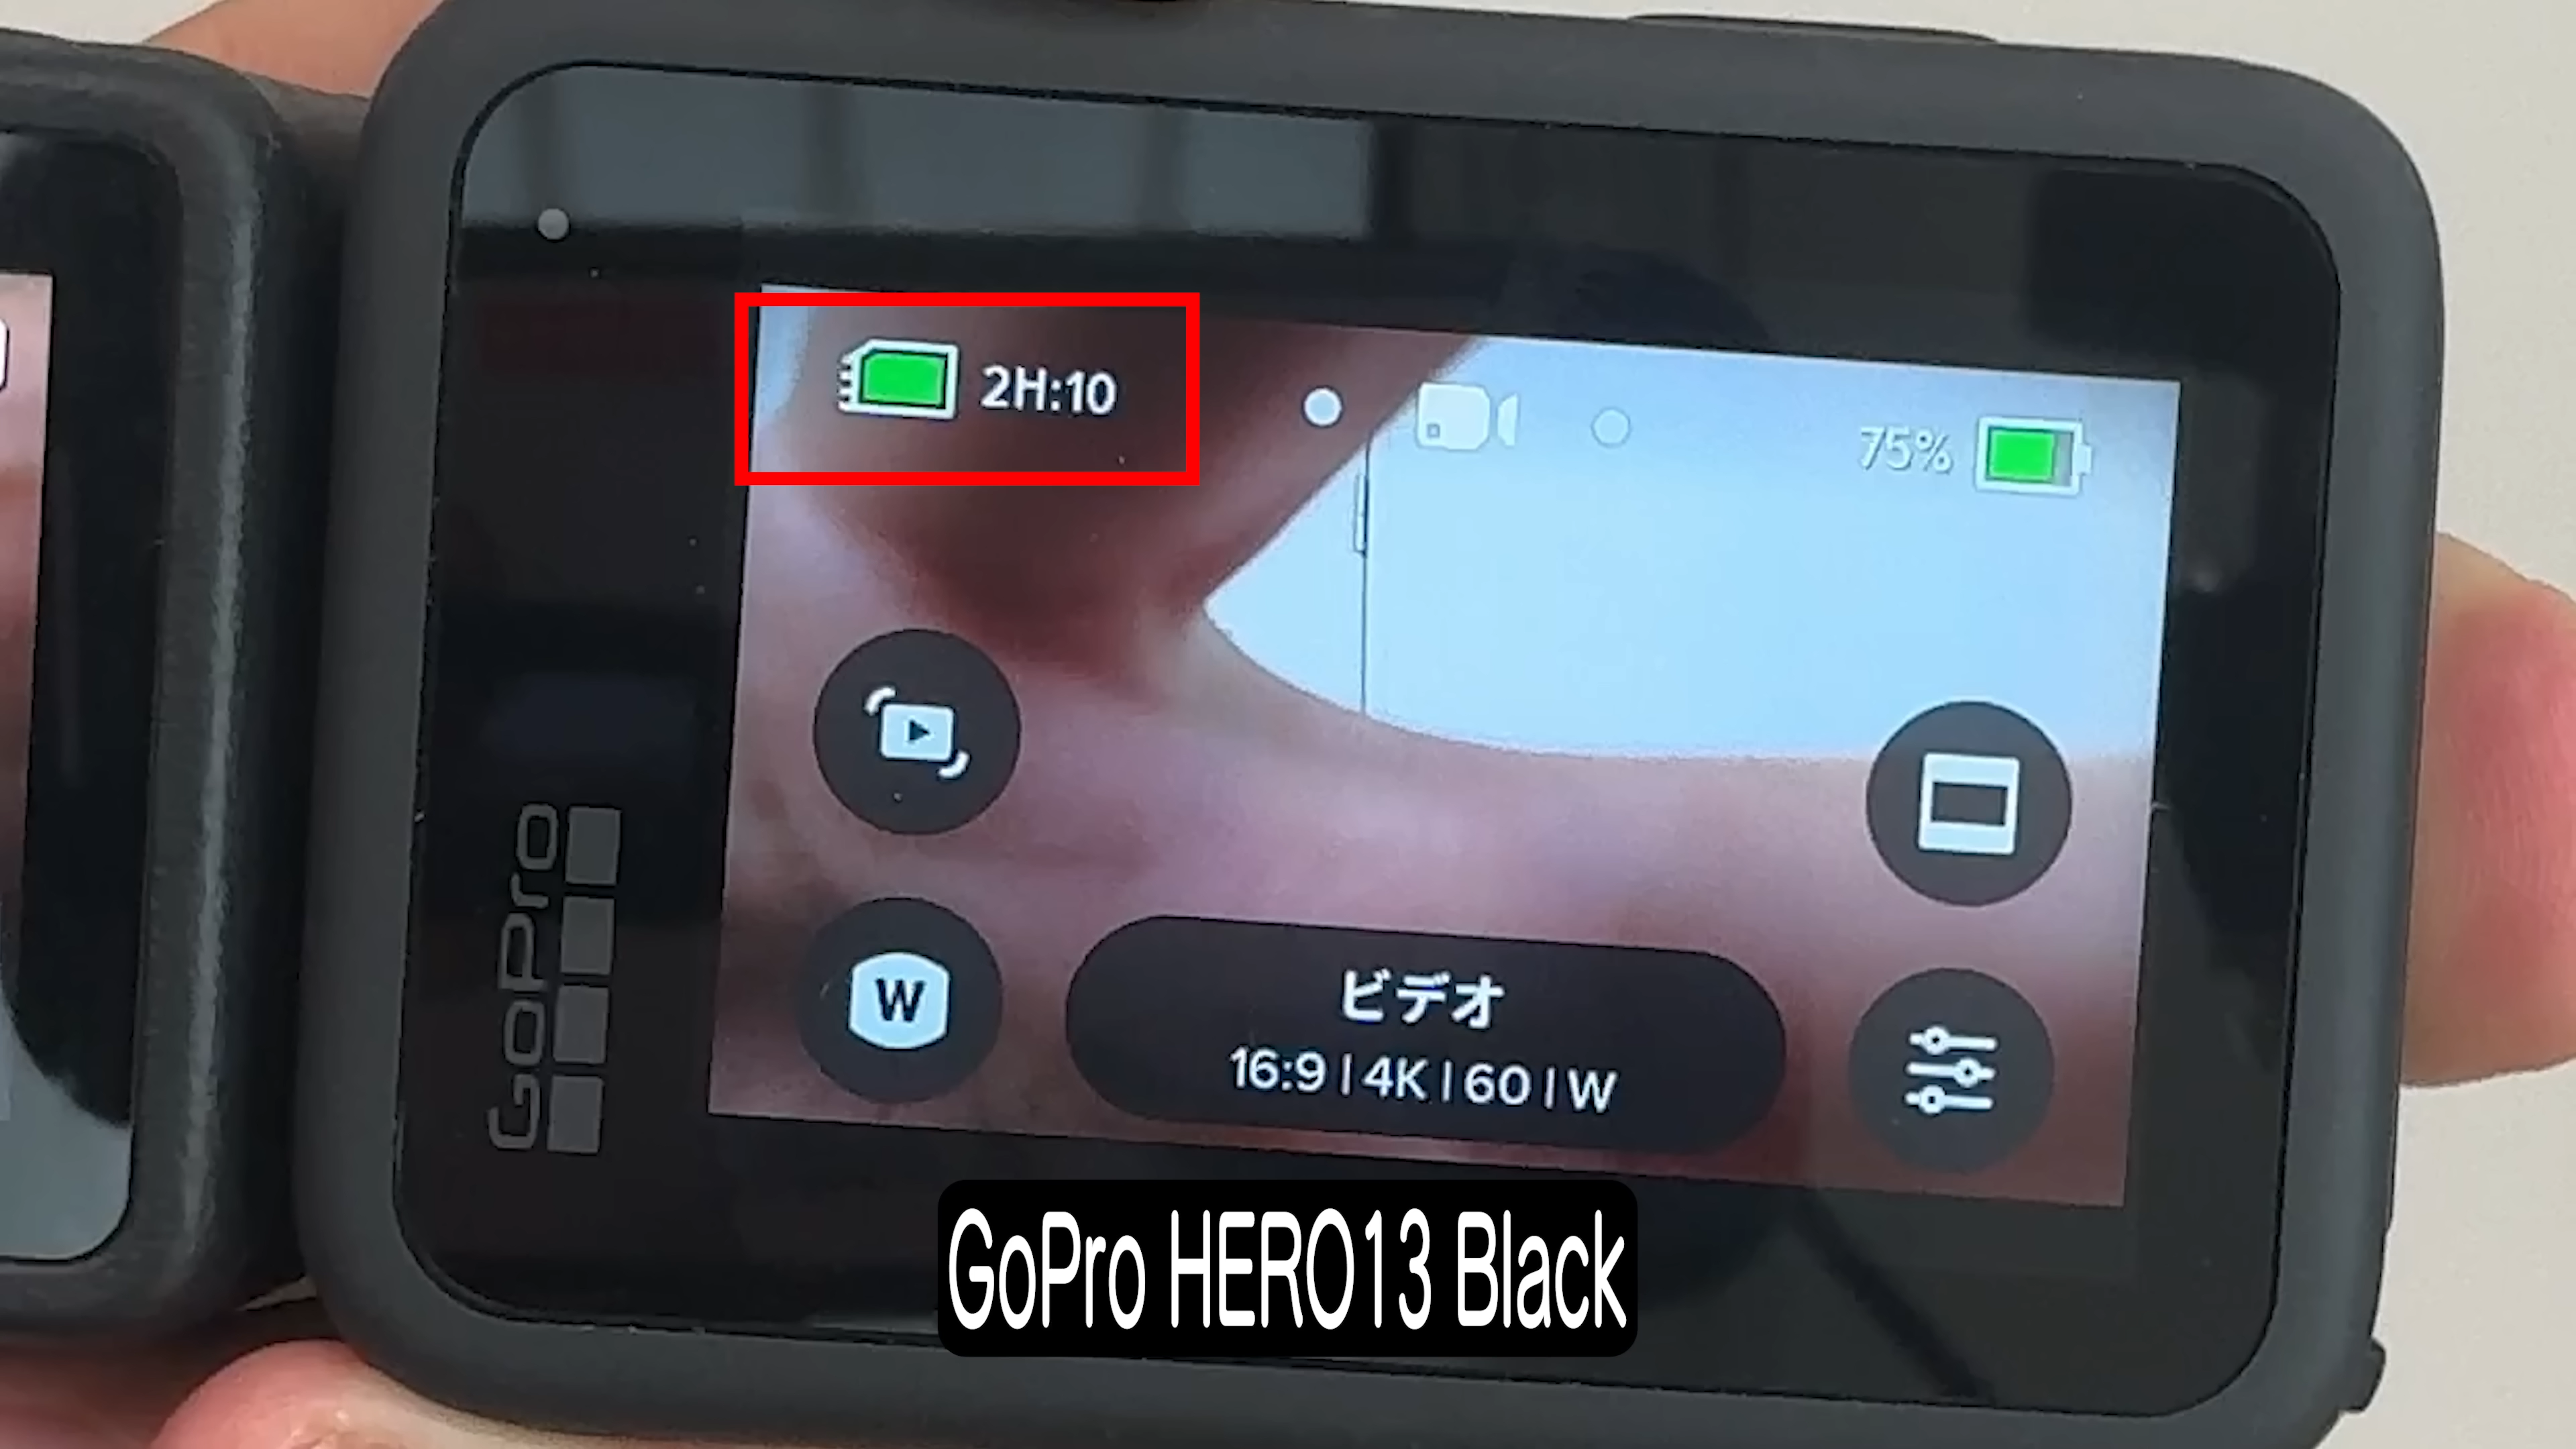 2H:10
75%
GoPro
W
ビデオ
16:9 | 4K | 60 | W
GoPro HERO13 Black